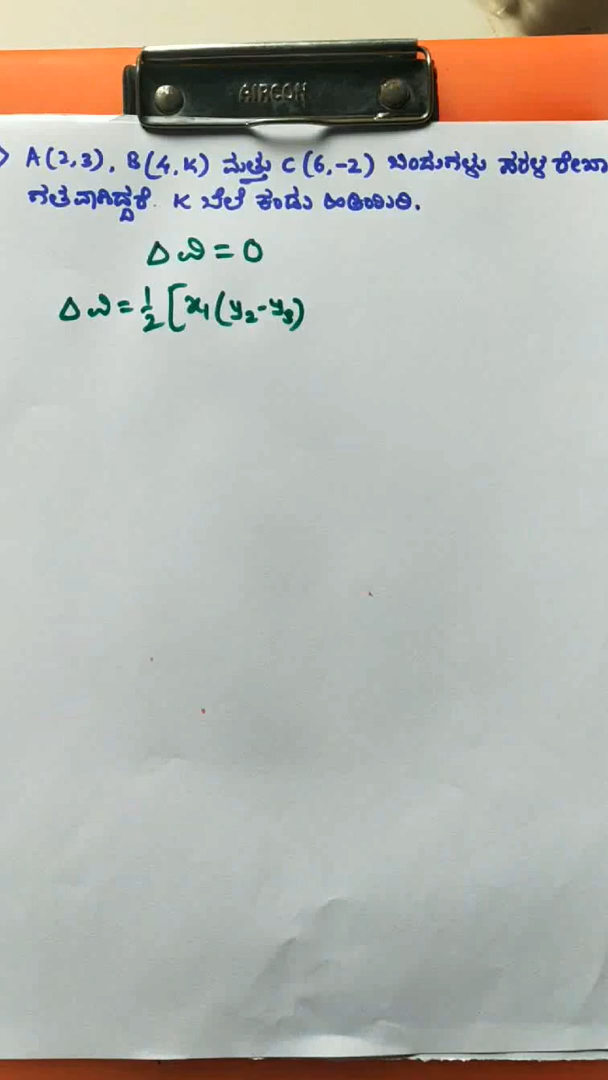 AIRCON
> A(2,3), B(4,K) ಮತ್ತು C(6,-2) ಬಿಂದುಗಳು ಸರಳ ರೇಖಾ
ಗತವಾಗಿದ್ದರೆ. K ಬೆಲೆ ಕಂಡು ಹಿಡಿಯಿರಿ.
Δ ವಿ = 0
Δ ವಿ = 1/2 [x₁(y₂-y₃)